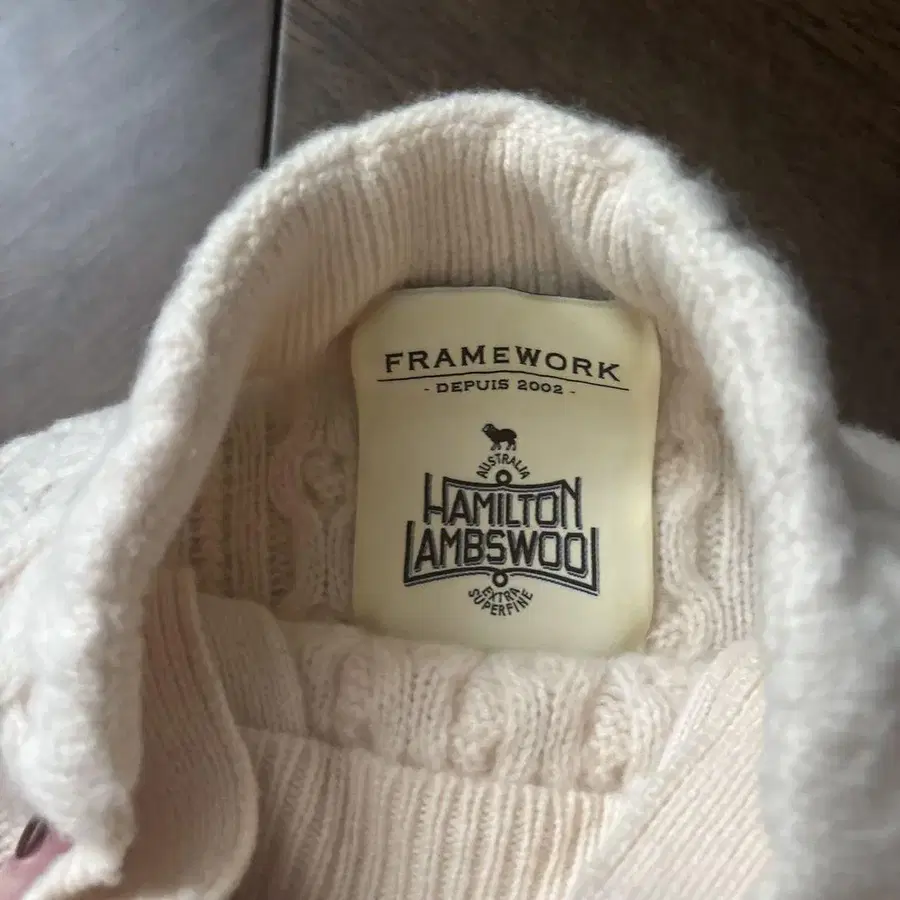 FRAMEWORK
- DEPUIS 2002 -
AUSTRALIA
HAMILTON
LAMBSWOOL
EXTRA
SUPERFINE